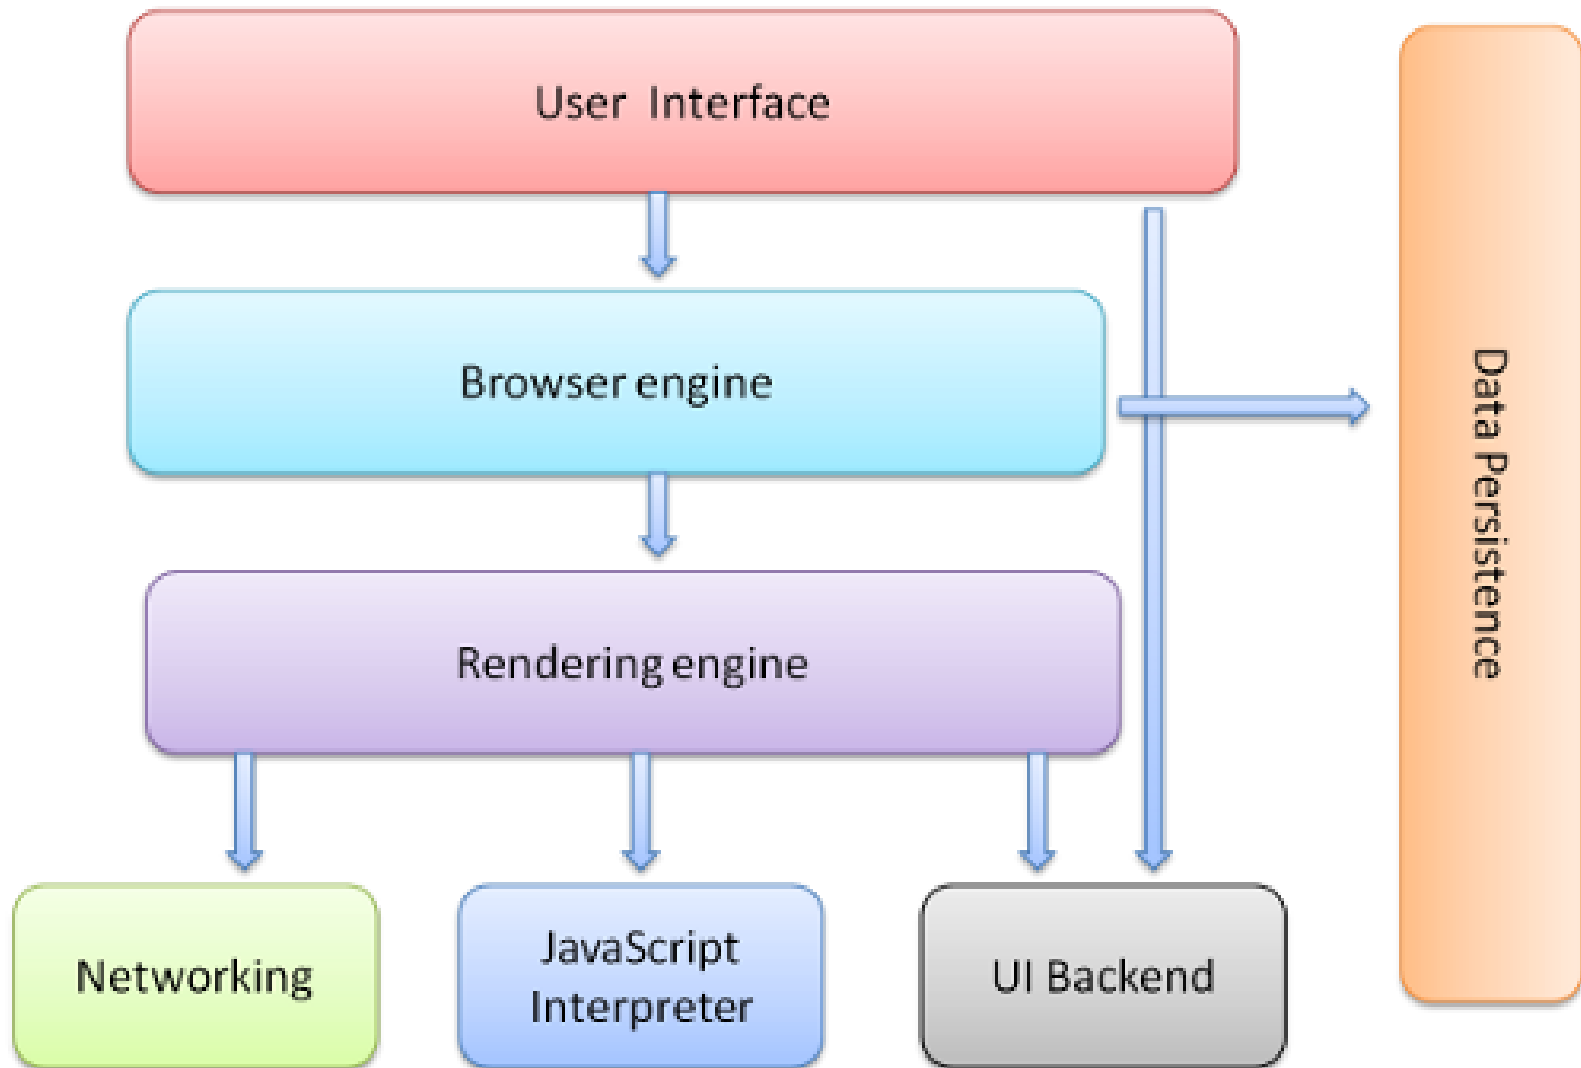 User Interface
Browser engine
Data Persistence
Rendering engine
Networking
JavaScript
Interpreter
UI Backend